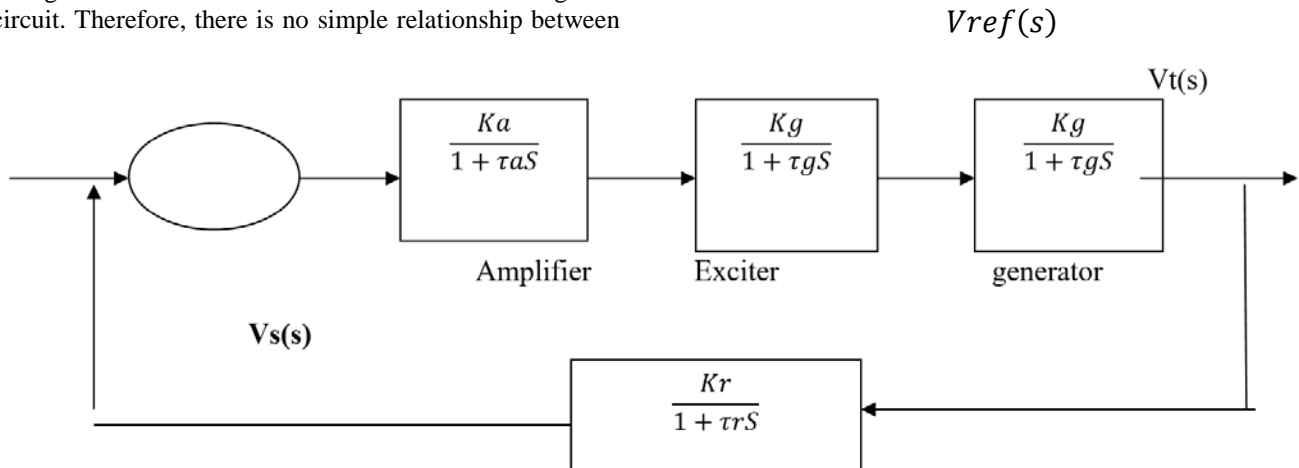 circuit. Therefore, there is no simple relationship between
Vref(s)
Vt(s)
Ka
1 + τaS
Kg
1 + τgS
Kg
1 + τgS
Amplifier
Exciter
generator
Vs(s)
Kr
1 + τrS